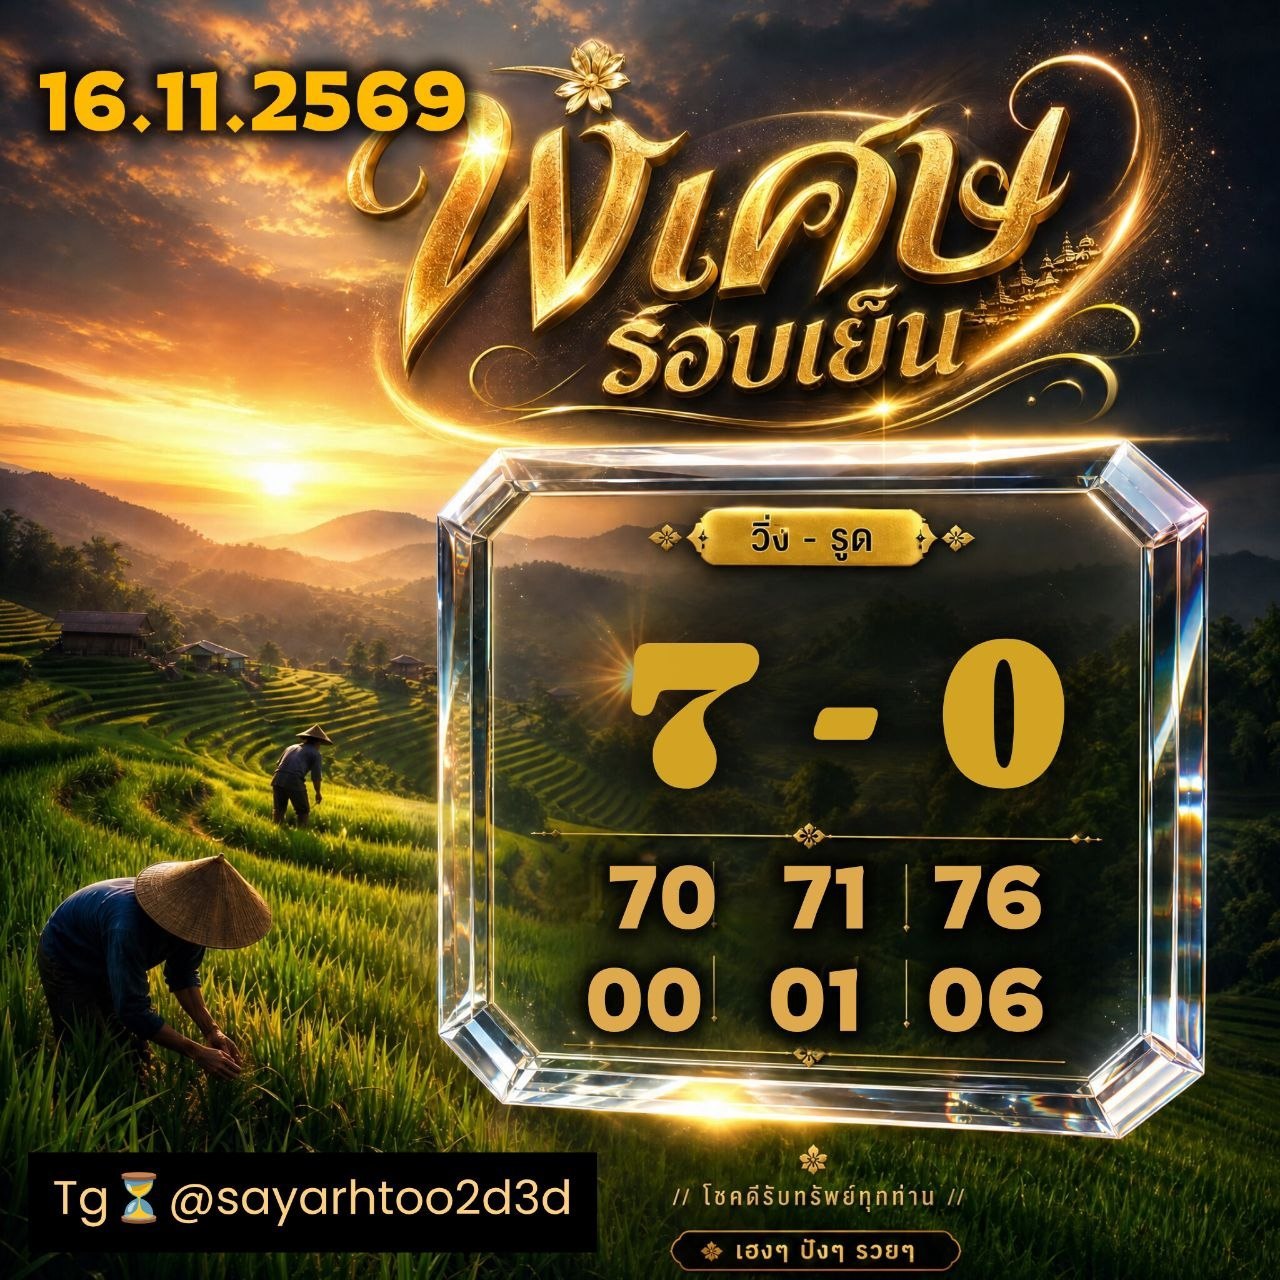 16.11.2569
พิเศษ
รอบเย็น
วิ่ง - รูด
7 - 0
70 71 76
00 01 06
Tg⏳@sayarhtoo2d3d
// โชคดีรับทรัพย์ทุกท่าน //
เฮงๆ ปังๆ รวยๆ